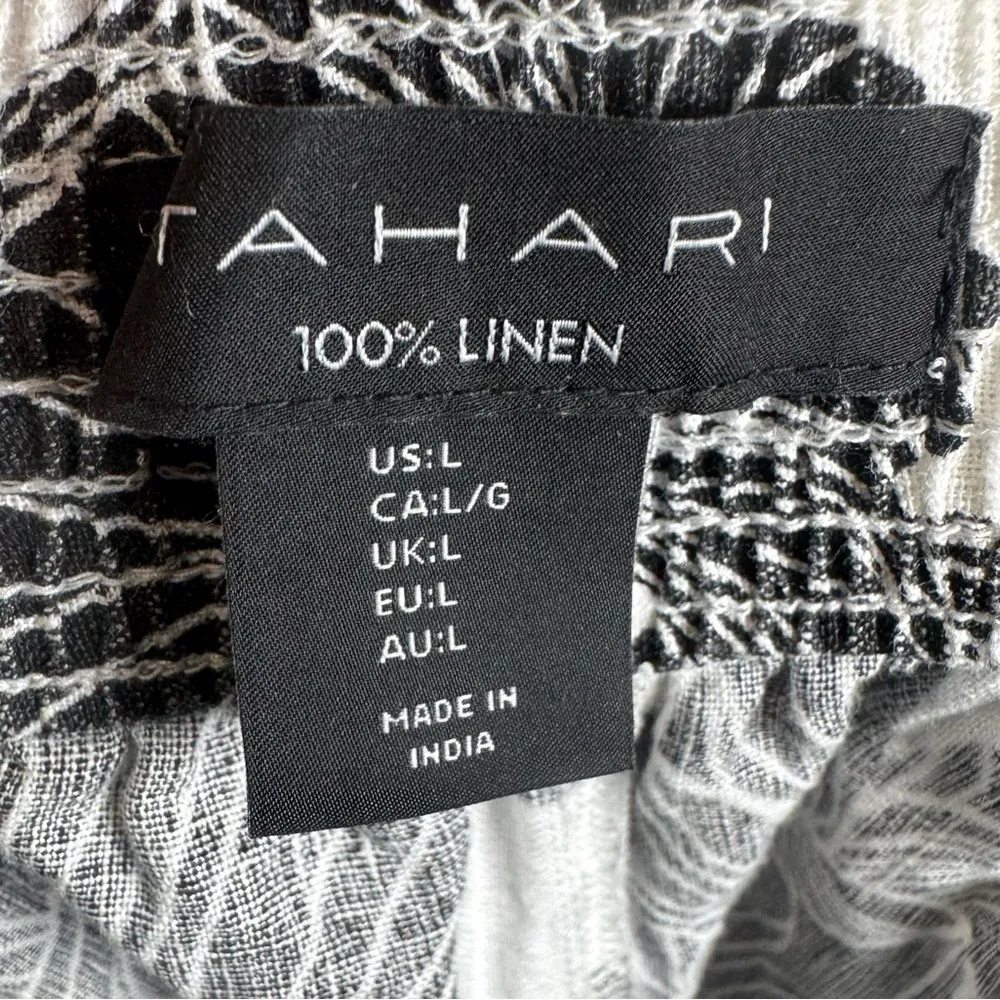 TAHARI
100% LINEN
US:L
CA:L/G
UK:L
EU:L
AU:L
MADE IN
INDIA